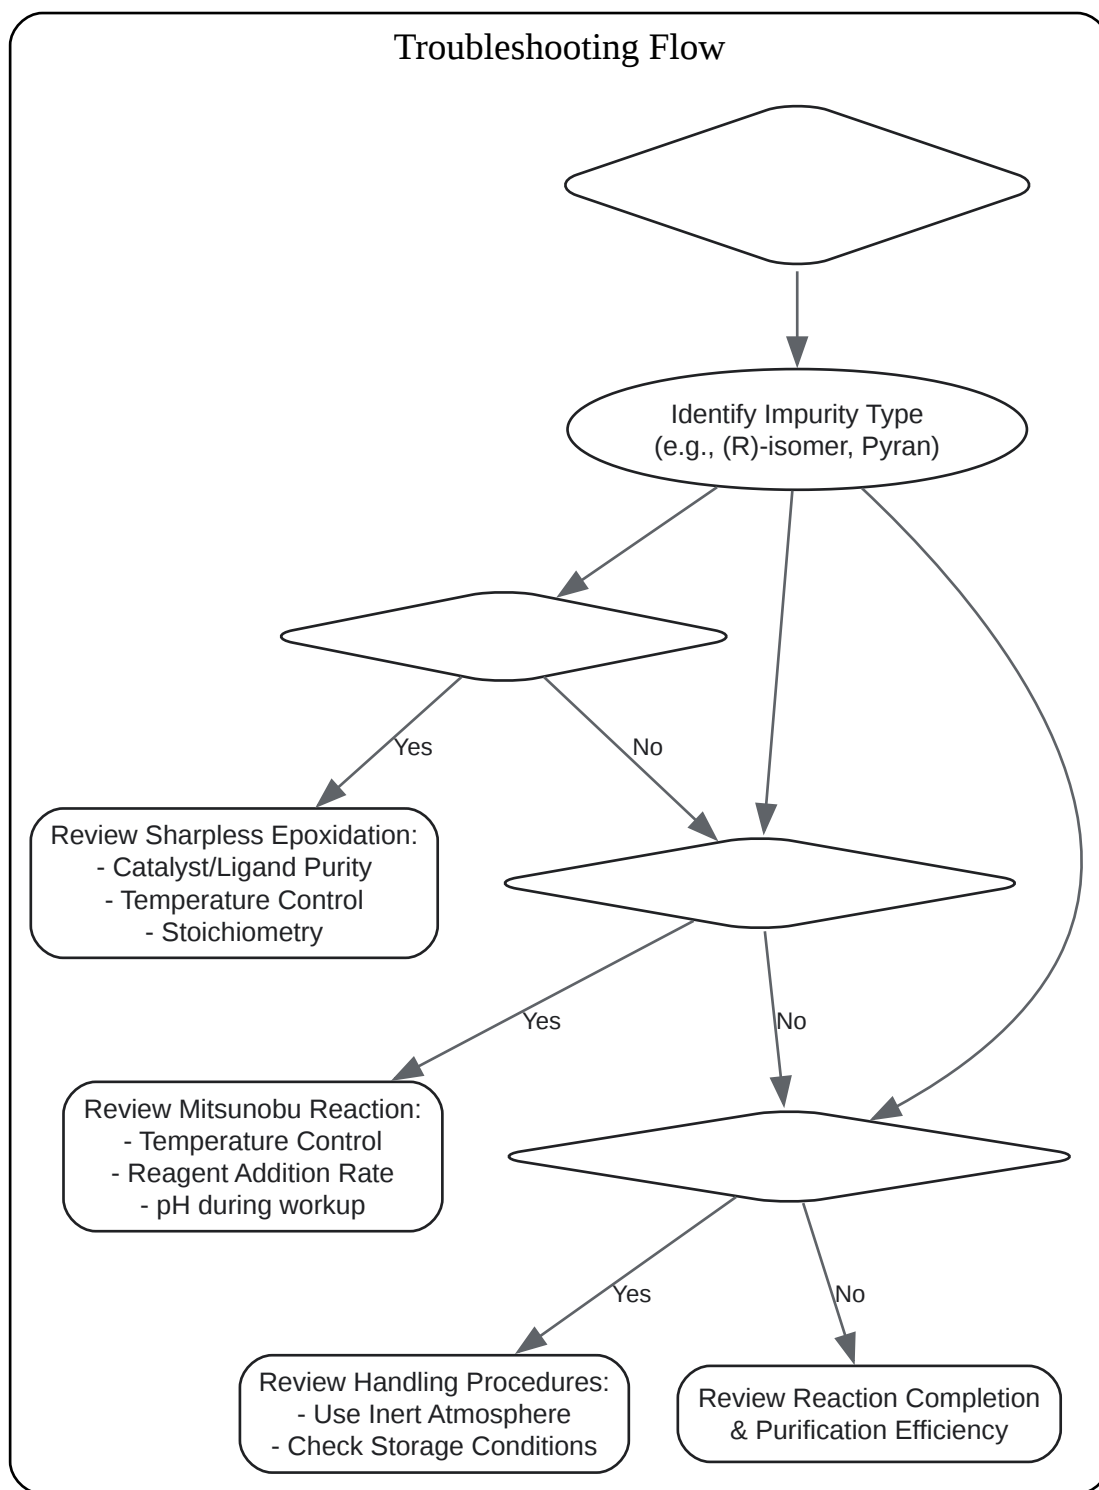 Troubleshooting Flow
Identify Impurity Type
(e.g., (R)-isomer, Pyran)
Yes
No
Review Sharpless Epoxidation:
- Catalyst/Ligand Purity
- Temperature Control
- Stoichiometry
Yes
No
Review Mitsunobu Reaction:
- Temperature Control
- Reagent Addition Rate
- pH during workup
Yes
No
Review Handling Procedures:
- Use Inert Atmosphere
- Check Storage Conditions
Review Reaction Completion
& Purification Efficiency